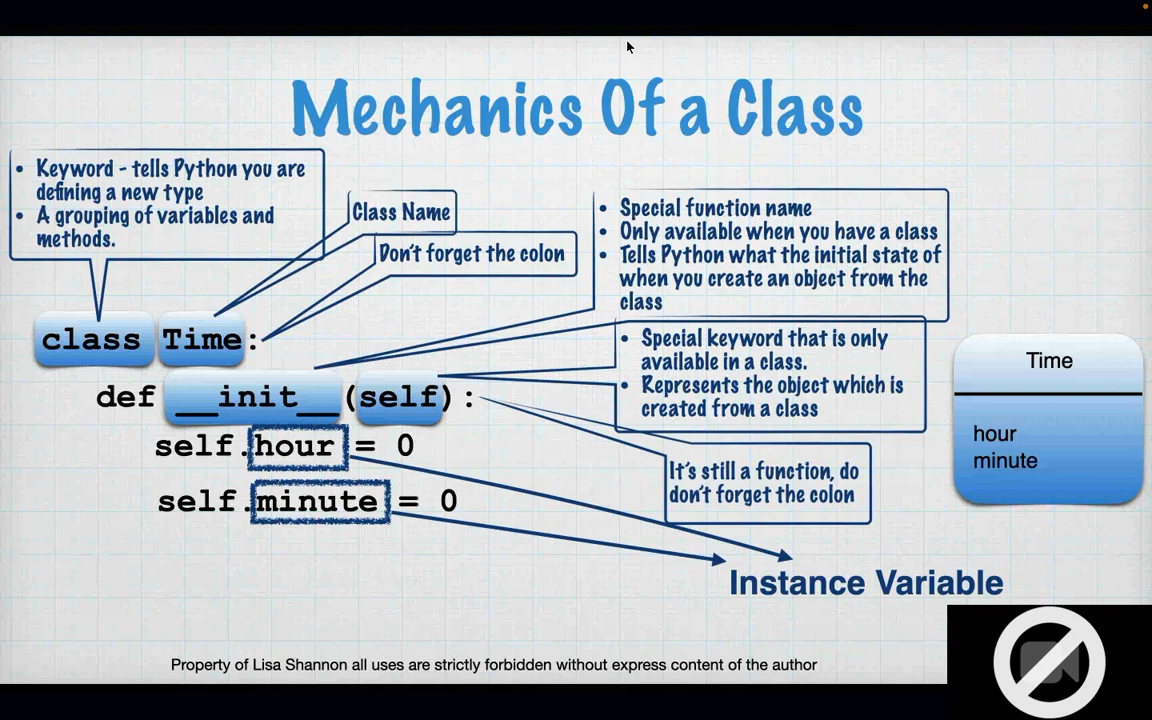 Mechanics Of a Class
• Keyword - tells Python you are
defining a new type
• A grouping of variables and
methods.
Class Name
Don't forget the colon
• Special function name
• Only available when you have a class
• Tells Python what the initial state of
when you create an object from the
class
• Special keyword that is only
available in a class.
• Represents the object which is
created from a class
It's still a function, do
don't forget the colon
class Time:
def __init__(self):
self.hour = 0
self.minute = 0
Time
hour
minute
Instance Variable
Property of Lisa Shannon all uses are strictly forbidden without express content of the author